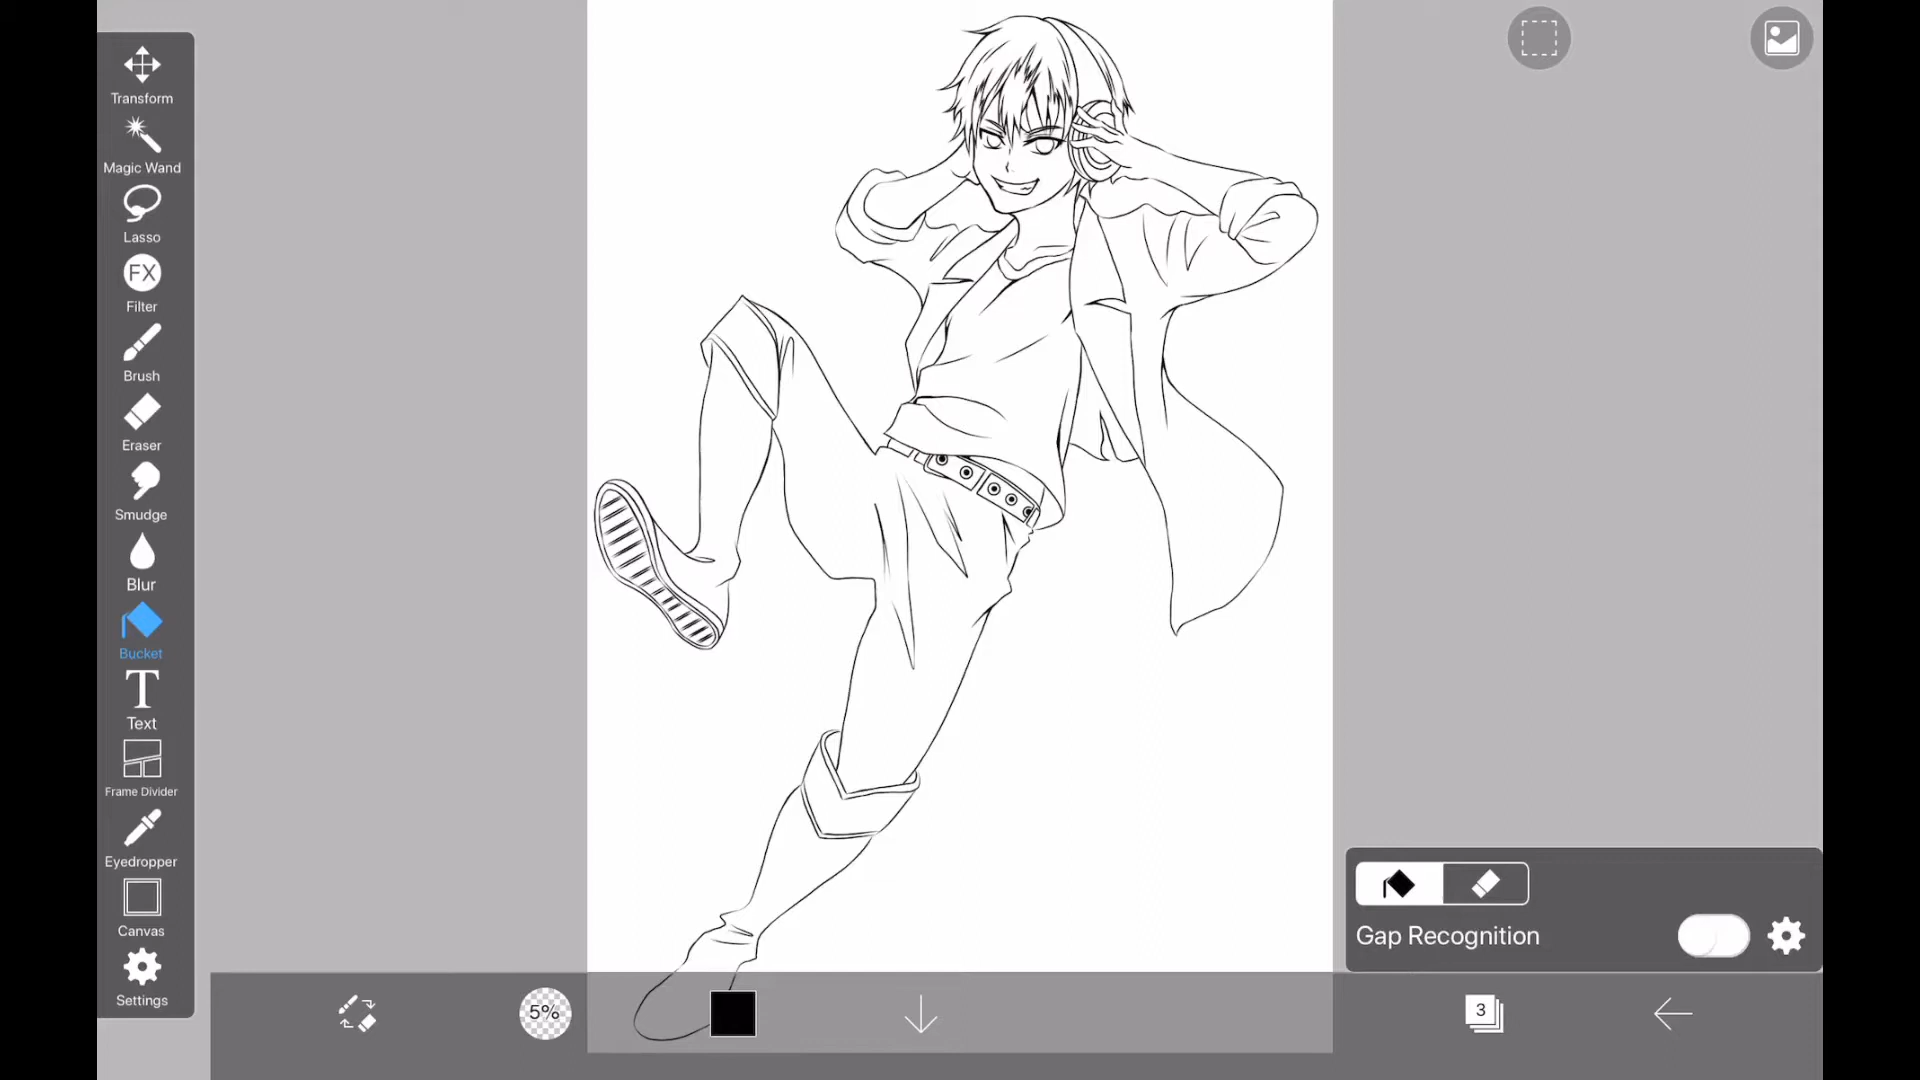 Transform
Magic Wand
Lasso
FX
Filter
Brush
Eraser
Smudge
Blur
Bucket
T
Text
Frame Divider
Eyedropper
Canvas
Settings
Gap Recognition
5%
3